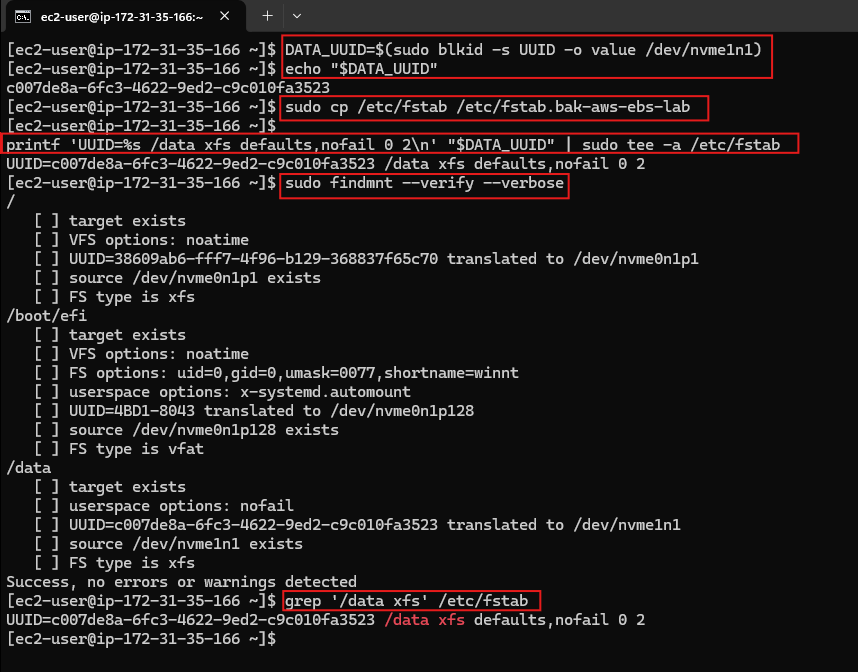 ec2-user@ip-172-31-35-166:~
[ec2-user@ip-172-31-35-166 ~]$ DATA_UUID=$(sudo blkid -s UUID -o value /dev/nvme1n1)
[ec2-user@ip-172-31-35-166 ~]$ echo "$DATA_UUID"
c007de8a-6fc3-4622-9ed2-c9c010fa3523
[ec2-user@ip-172-31-35-166 ~]$ sudo cp /etc/fstab /etc/fstab.bak-aws-ebs-lab
[ec2-user@ip-172-31-35-166 ~]$
printf 'UUID=%s /data xfs defaults,nofail 0 2\n' "$DATA_UUID" | sudo tee -a /etc/fstab
UUID=c007de8a-6fc3-4622-9ed2-c9c010fa3523 /data xfs defaults,nofail 0 2
[ec2-user@ip-172-31-35-166 ~]$ sudo findmnt --verify --verbose
/
   [ ] target exists
   [ ] VFS options: noatime
   [ ] UUID=38609ab6-fff7-4f96-b129-368837f65c70 translated to /dev/nvme0n1p1
   [ ] source /dev/nvme0n1p1 exists
   [ ] FS type is xfs
/boot/efi
   [ ] target exists
   [ ] VFS options: noatime
   [ ] FS options: uid=0,gid=0,umask=0077,shortname=winnt
   [ ] userspace options: x-systemd.automount
   [ ] UUID=4BD1-8043 translated to /dev/nvme0n1p128
   [ ] source /dev/nvme0n1p128 exists
   [ ] FS type is vfat
/data
   [ ] target exists
   [ ] userspace options: nofail
   [ ] UUID=c007de8a-6fc3-4622-9ed2-c9c010fa3523 translated to /dev/nvme1n1
   [ ] source /dev/nvme1n1 exists
   [ ] FS type is xfs
Success, no errors or warnings detected
[ec2-user@ip-172-31-35-166 ~]$ grep '/data xfs' /etc/fstab
UUID=c007de8a-6fc3-4622-9ed2-c9c010fa3523 /data xfs defaults,nofail 0 2
[ec2-user@ip-172-31-35-166 ~]$